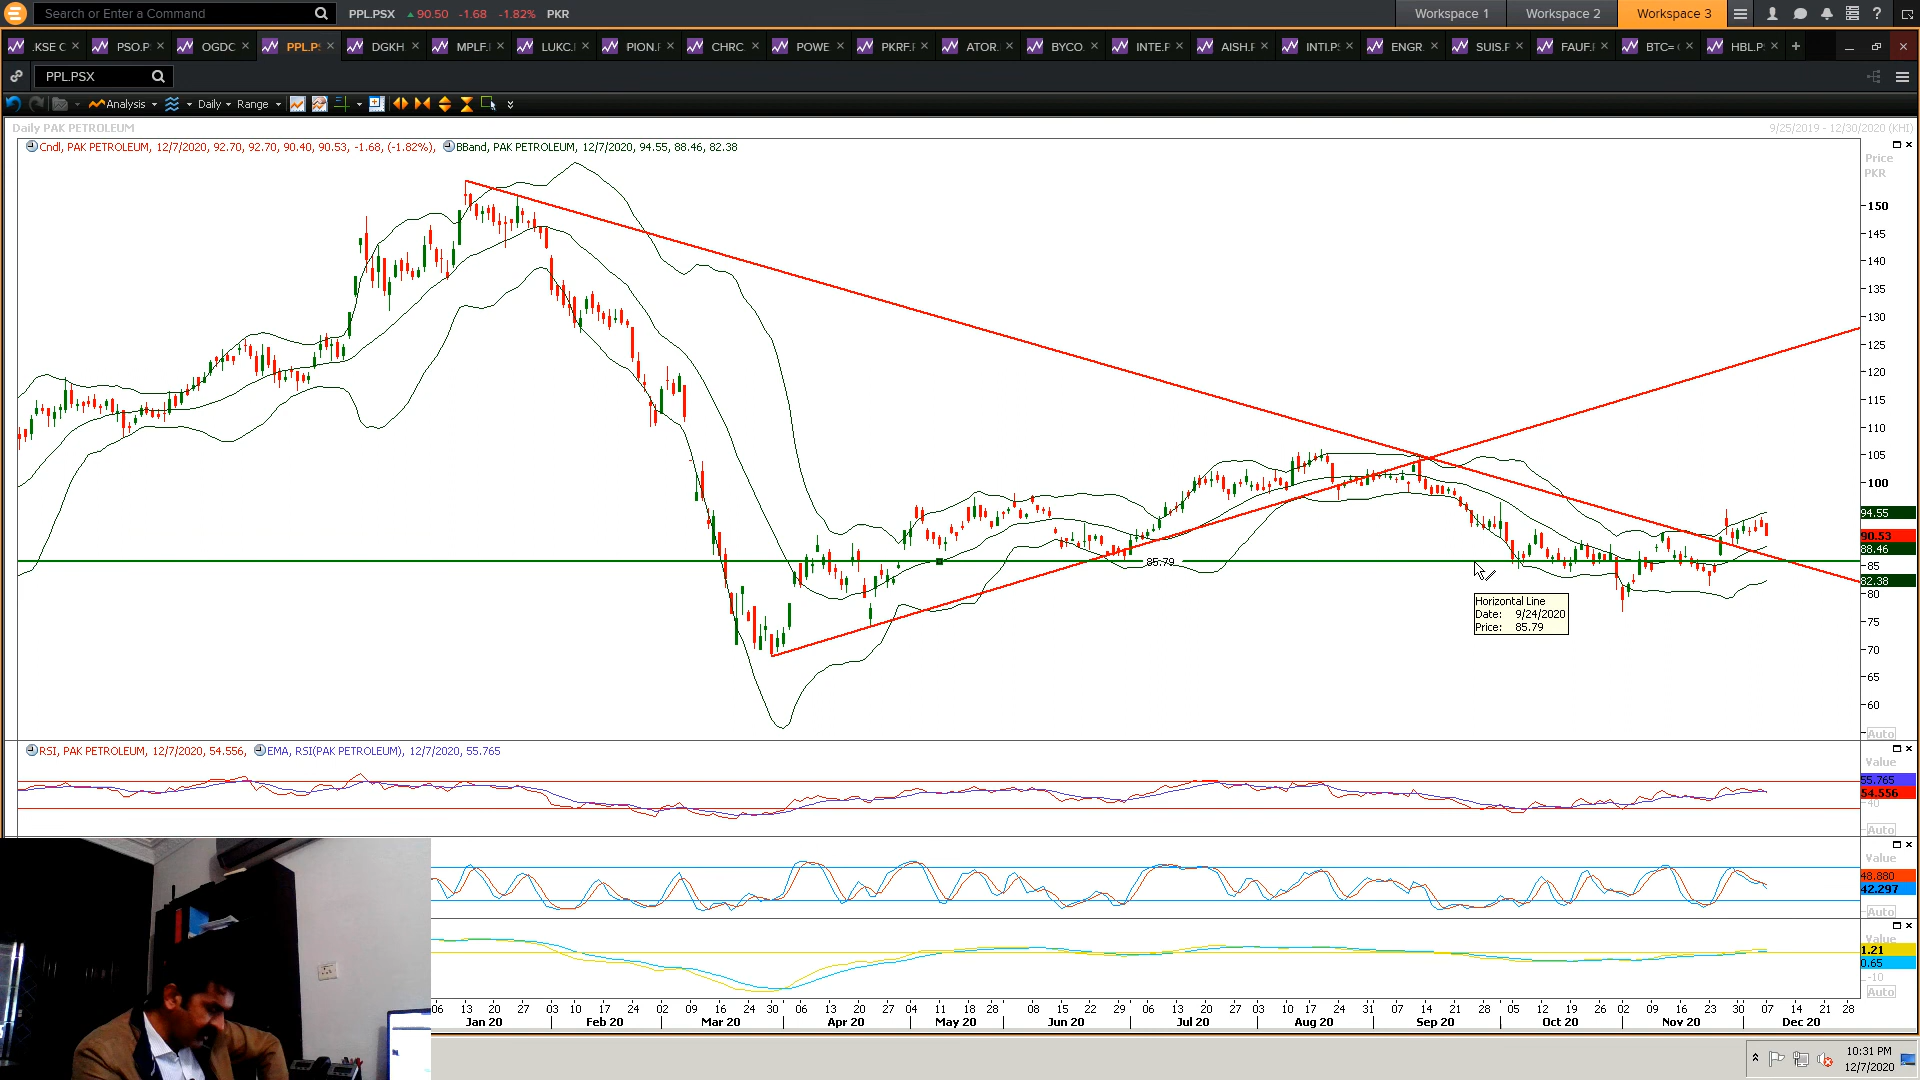 Search or Enter a Command
PPL.PSX 90.50 -1.68 -1.82% PKR
Workspace 1 Workspace 2 Workspace 3
.KSE C PSO.P OGDC PPL.P DGKH MPLF. LUKC. PION.F CHRC. POWE PKRF.F ATOR. BYCO. INTE.P AISH.F INTI.P ENGR. SUIS.F FAUF.F BTC= HBL.P
PPL.PSX
Analysis Daily Range
Daily PAK PETROLEUM
9/25/2019 - 12/30/2020 (KHI)
Cndl, PAK PETROLEUM, 12/7/2020, 92.70, 92.70, 90.40, 90.53, -1.68, (-1.82%), BBand, PAK PETROLEUM, 12/7/2020, 94.55, 88.46, 82.38
Price
PKR
150
145
140
135
130
125
120
115
110
105
100
94.55
90.53
88.46
85
82.38
80
75
70
65
60
Auto
85.79
Horizontal Line
Date: 9/24/2020
Price: 85.79
RSI, PAK PETROLEUM, 12/7/2020, 54.556, EMA, RSI(PAK PETROLEUM), 12/7/2020, 55.765
Value
55.765
54.556
40
Auto
Value
48.880
42.297
Auto
Value
1.21
0.65
-10
Auto
06 13 20 27 03 10 17 24 02 09 16 24 30 06 13 20 27 04 11 18 28 01 08 15 22 29 06 13 20 27 03 10 17 24 31 07 14 21 28 05 12 19 26 02 09 16 23 30 07 14 21 28
Jan 20 Feb 20 Mar 20 Apr 20 May 20 Jun 20 Jul 20 Aug 20 Sep 20 Oct 20 Nov 20 Dec 20
10:31 PM
12/7/2020